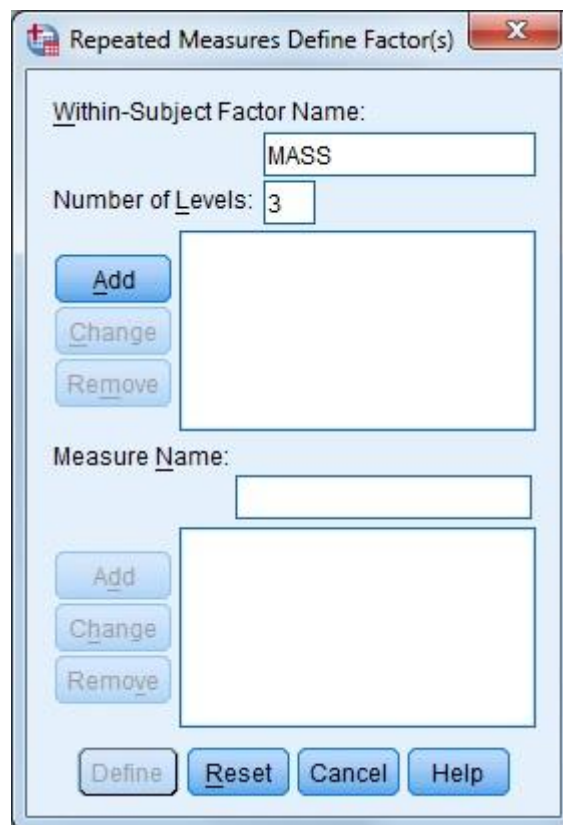 Repeated Measures Define Factor(s)
Within-Subject Factor Name:
MASS
Number of Levels: 3
Add
Change
Remove
Measure Name:
Add
Change
Remove
Define Reset Cancel Help